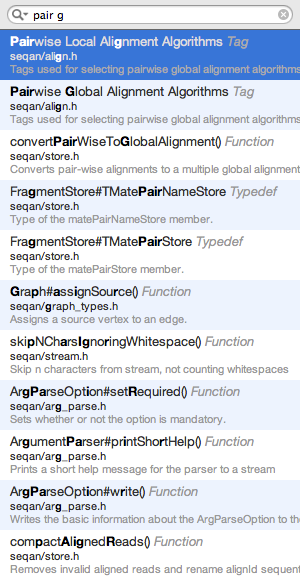 pair g
Pairwise Local Alignment Algorithms Tag
seqan/align.h
Tags used for selecting pairwise global alignment algorithms
Pairwise Global Alignment Algorithms Tag
seqan/align.h
Tags used for selecting pairwise global alignment algorithms
convertPairWiseToGlobalAlignment() Function
seqan/store.h
Converts pair-wise alignments to a multiple global alignment
FragmentStore#TMatePairNameStore Typedef
seqan/store.h
Type of the matePairNameStore member.
FragmentStore#TMatePairStore Typedef
seqan/store.h
Type of the matePairStore member.
Graph#assignSource() Function
seqan/graph_types.h
Assigns a source vertex to an edge.
skipNCharsIgnoringWhitespace() Function
seqan/stream.h
Skip n characters from stream, not counting whitespaces
ArgParseOption#setRequired() Function
seqan/arg_parse.h
Sets whether or not the option is mandatory.
ArgumentParser#printShortHelp() Function
seqan/arg_parse.h
Prints a short help message for the parser to a stream
ArgParseOption#write() Function
seqan/arg_parse.h
Writes the basic information about the ArgParseOption to the
compactAlignedReads() Function
seqan/store.h
Removes invalid aligned reads and rename alignId sequent